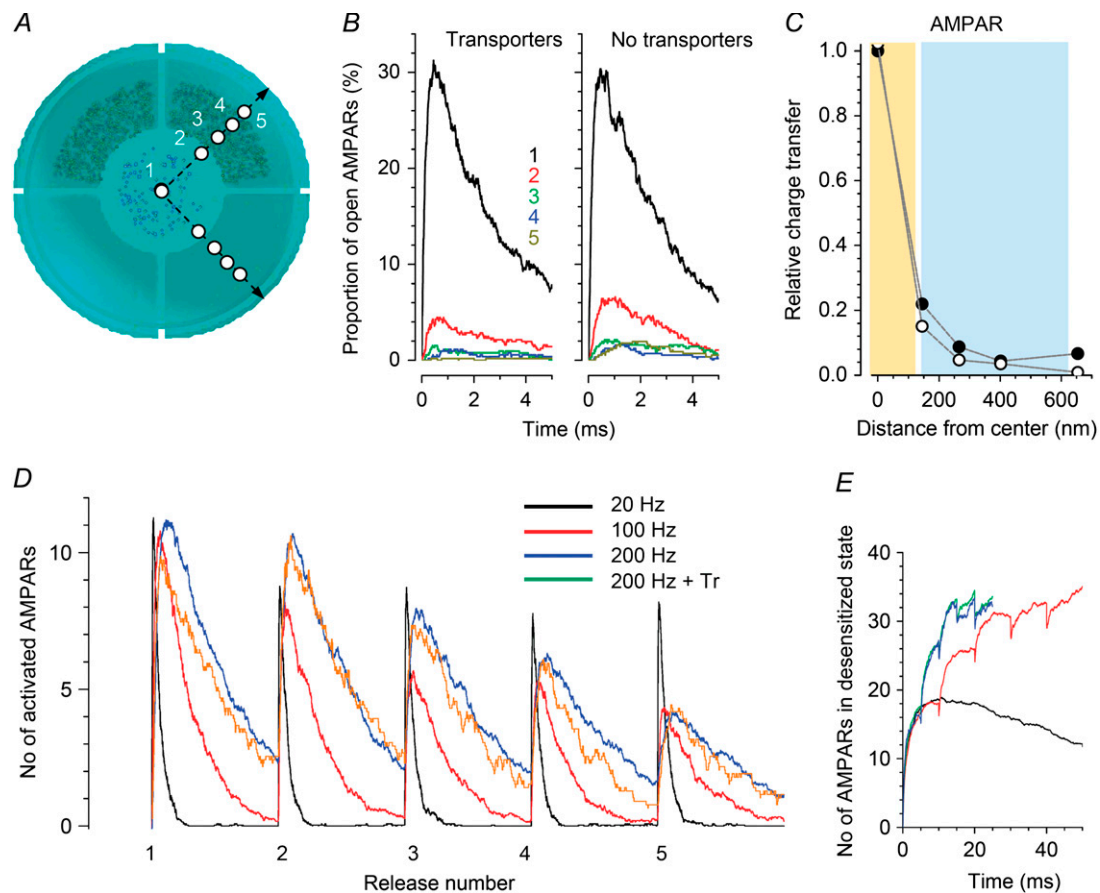 A
1
2
3
4
5
B
Transporters
No transporters
Proportion of open AMPARs (%)
30
20
10
0
1
2
3
4
5
0 2 4
0 2 4
Time (ms)
C
AMPAR
Relative charge transfer
1.0
0.8
0.6
0.4
0.2
0.0
0 200 400 600
Distance from center (nm)
D
No of activated AMPARs
10
5
0
20 Hz
100 Hz
200 Hz
200 Hz + Tr
1 2 3 4 5
Release number
E
No of AMPARs in desensitized state
40
30
20
10
0
0 20 40
Time (ms)